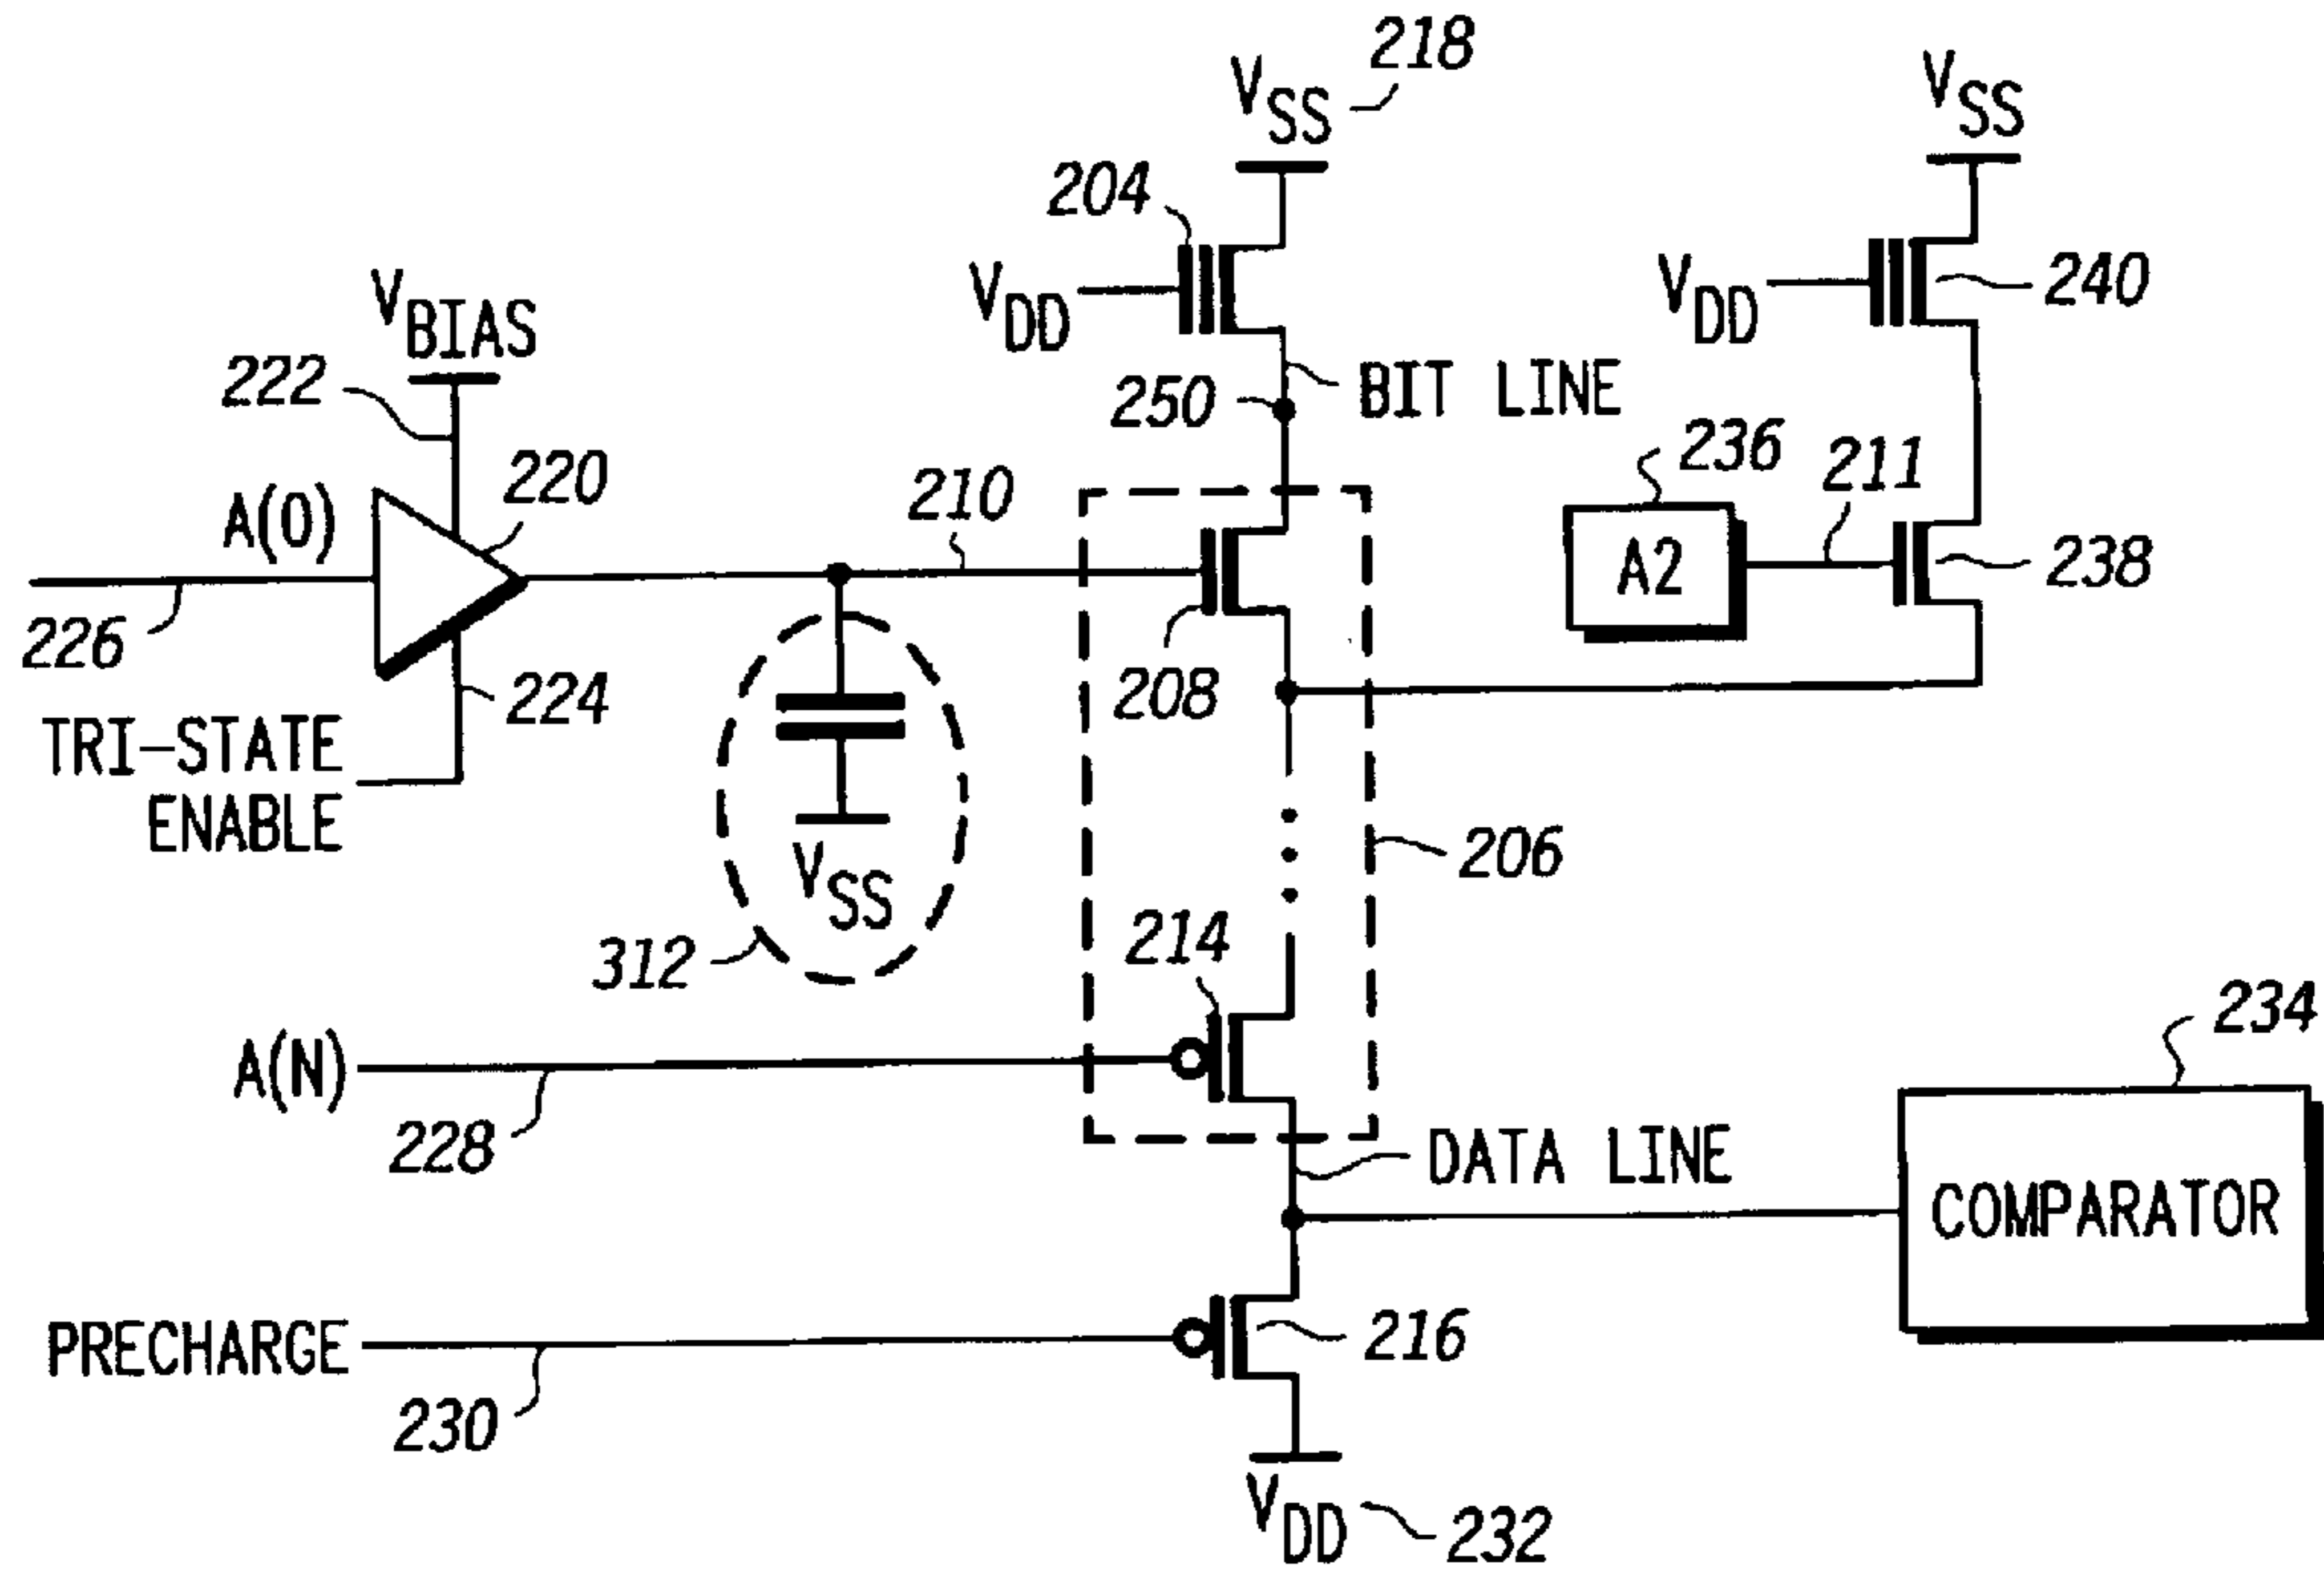 218
VSS
VSS
204
VDD
240
VDD
VBIAS
222
BIT LINE
250
236
211
220
210
A(0)
A2
238
226
224
208
TRI-STATE
ENABLE
206
VSS
312
214
234
A(N)
228
DATA LINE
COMPARATOR
PRECHARGE
216
230
VDD
232